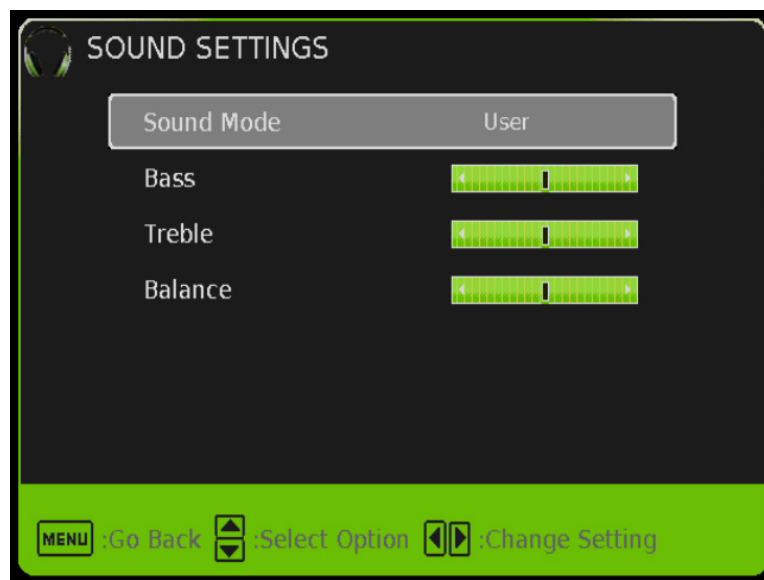 SOUND SETTINGS
Sound Mode User
Bass
Treble
Balance
MENU :Go Back :Select Option :Change Setting